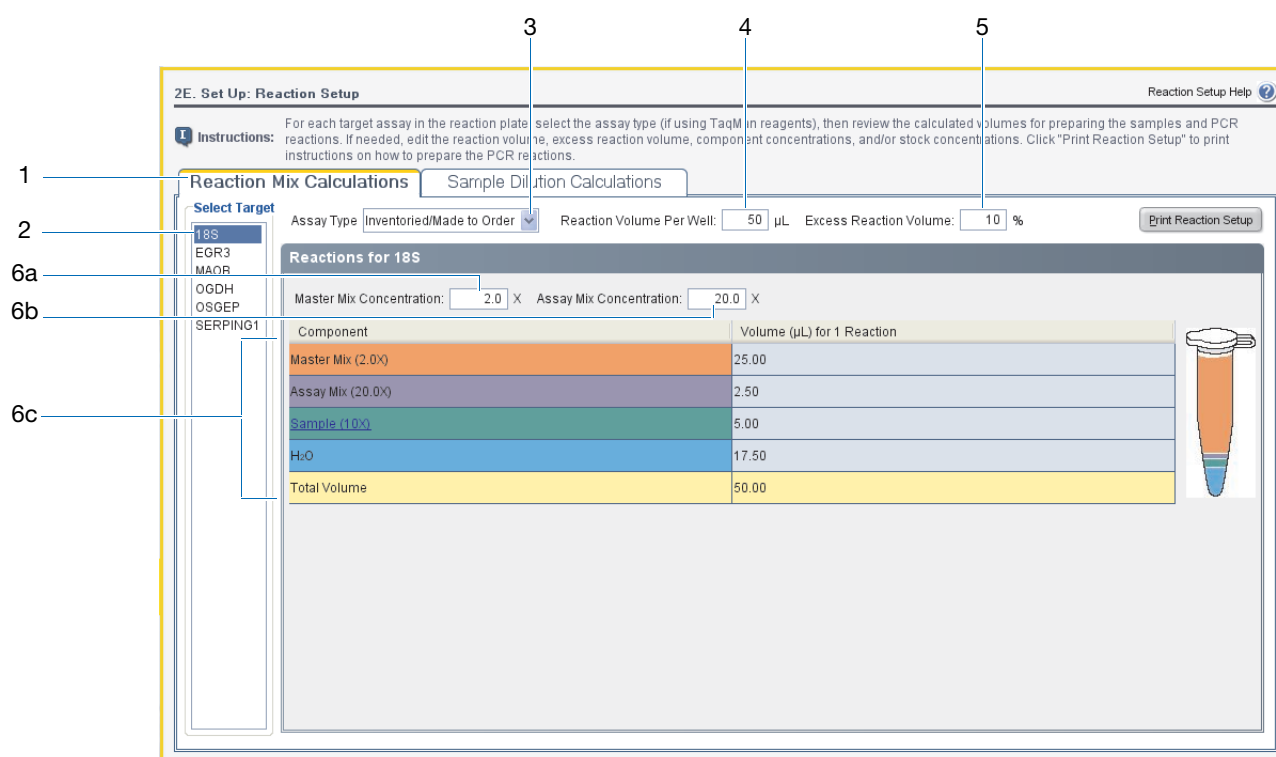 3 4 5
2E. Set Up: Reaction Setup Reaction Setup Help ?
I Instructions: For each target assay in the reaction plate, select the assay type (if using TaqMan reagents), then review the calculated volumes for preparing the samples and PCR
reactions. If needed, edit the reaction volume, excess reaction volume, component concentrations, and/or stock concentrations. Click "Print Reaction Setup" to print
instructions on how to prepare the PCR reactions.
1 Reaction Mix Calculations Sample Dilution Calculations
Select Target
Assay Type Inventoried/Made to Order Reaction Volume Per Well: 50 µL Excess Reaction Volume: 10 % Print Reaction Setup
2 18S
EGR3 Reactions for 18S
6a MAOB
OGDH Master Mix Concentration: 2.0 X Assay Mix Concentration: 20.0 X
6b OSGEP
SERPING1 Component Volume (µL) for 1 Reaction
Master Mix (2.0X) 25.00
Assay Mix (20.0X) 2.50
6c Sample (10X) 5.00
H₂O 17.50
Total Volume 50.00